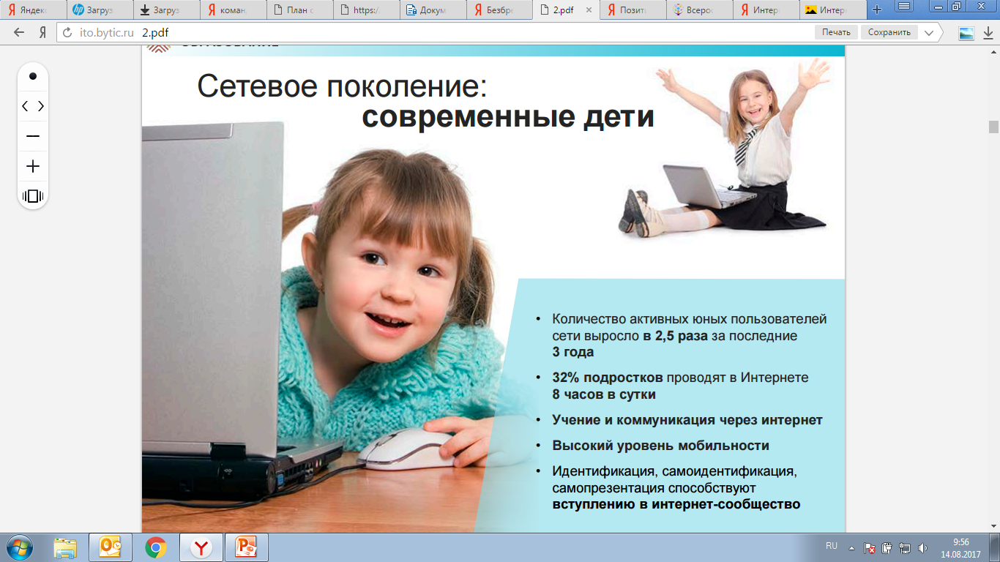 Яндекс
Загруз
Загруз
коман
План с
https:/
Докум
Безбре
2.pdf
Позити
Всерос
Интер
Интер
ito.bytic.ru 2.pdf
Печать
Сохранить
Сетевое поколение:
современные дети
• Количество активных юных пользователей
сети выросло в 2,5 раза за последние
3 года
• 32% подростков проводят в Интернете
8 часов в сутки
• Учение и коммуникация через интернет
• Высокий уровень мобильности
• Идентификация, самоидентификация,
самопрезентация способствуют
вступлению в интернет-сообщество
RU
9:56
14.08.2017